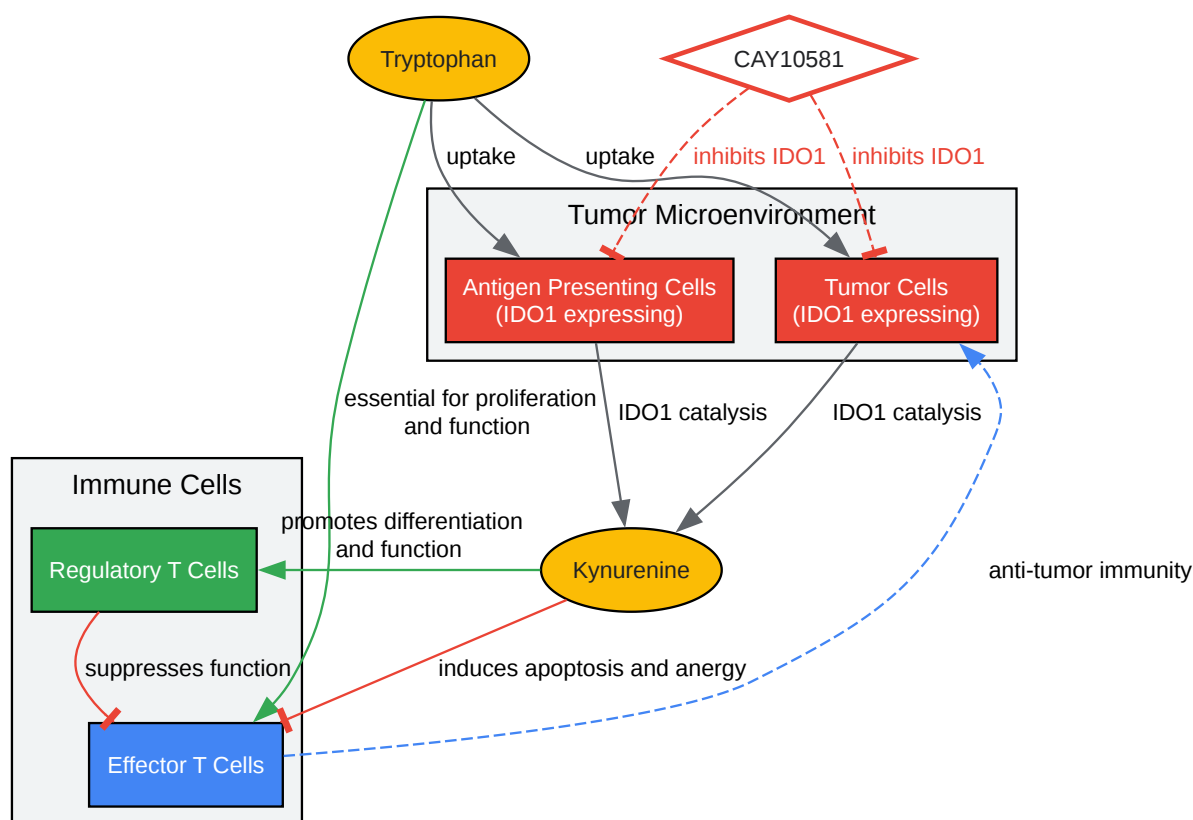 Tryptophan
CAY10581
uptake
uptake
inhibits IDO1
inhibits IDO1
Tumor Microenvironment
Antigen Presenting Cells
(IDO1 expressing)
Tumor Cells
(IDO1 expressing)
essential for proliferation
and function
IDO1 catalysis
IDO1 catalysis
Immune Cells
promotes differentiation
and function
Regulatory T Cells
Kynurenine
anti-tumor immunity
suppresses function
induces apoptosis and anergy
Effector T Cells